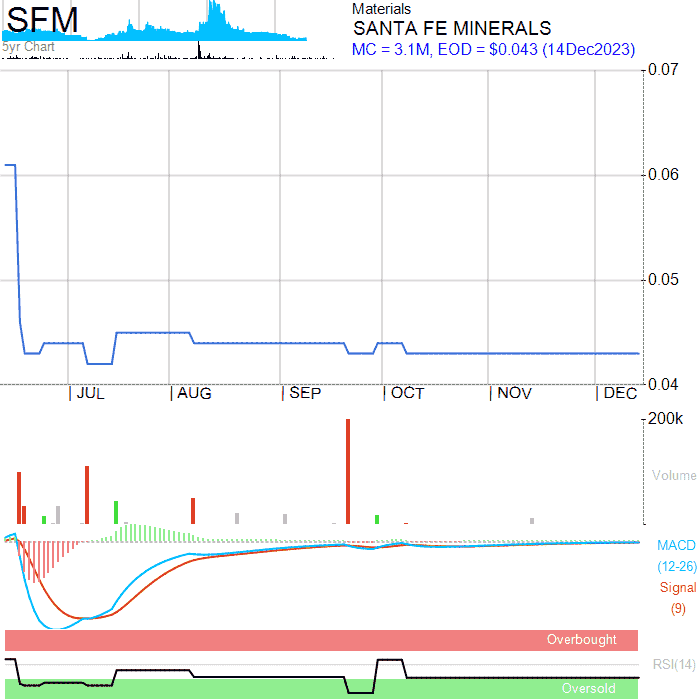 SFM
5yr Chart
Materials
SANTA FE MINERALS
MC = 3.1M, EOD = $0.043 (14Dec2023)
0.07
0.06
0.05
0.04
JUL AUG SEP OCT NOV DEC
200k
Volume
MACD
(12-26)
Signal
(9)
Overbought
RSI(14)
Oversold